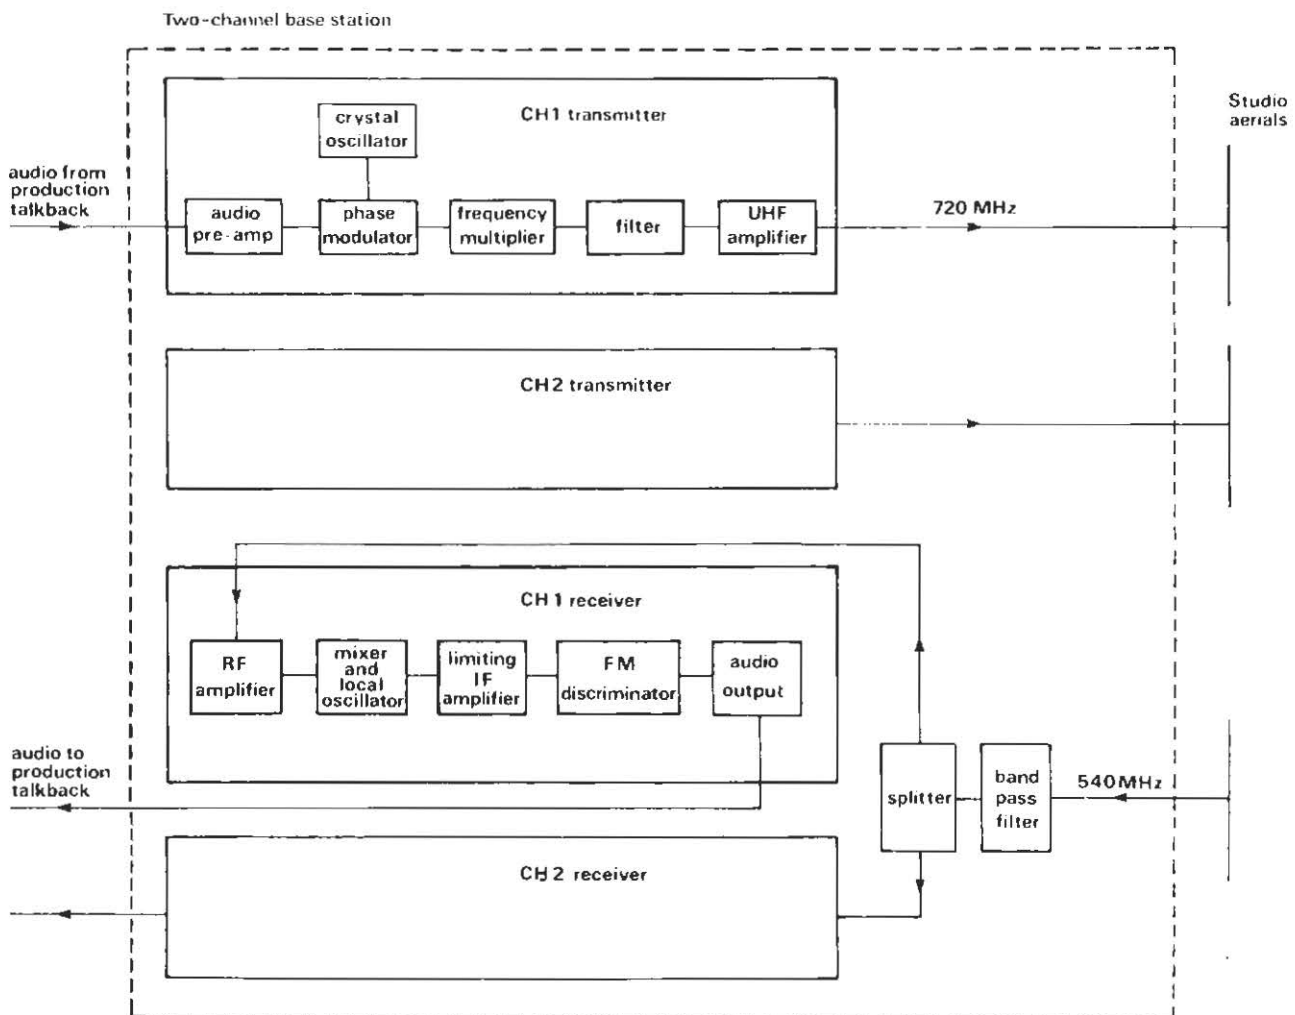 Two-channel base station
CH1 transmitter
Studio
aerials
crystal
oscillator
audio from
production
talkback
audio
pre-amp
phase
modulator
frequency
multiplier
filter
UHF
amplifier
720 MHz
CH2 transmitter
CH1 receiver
RF
amplifier
mixer
and
local
oscillator
limiting
IF
amplifier
FM
discriminator
audio
output
audio to
production
talkback
splitter
band
pass
filter
540MHz
CH2 receiver